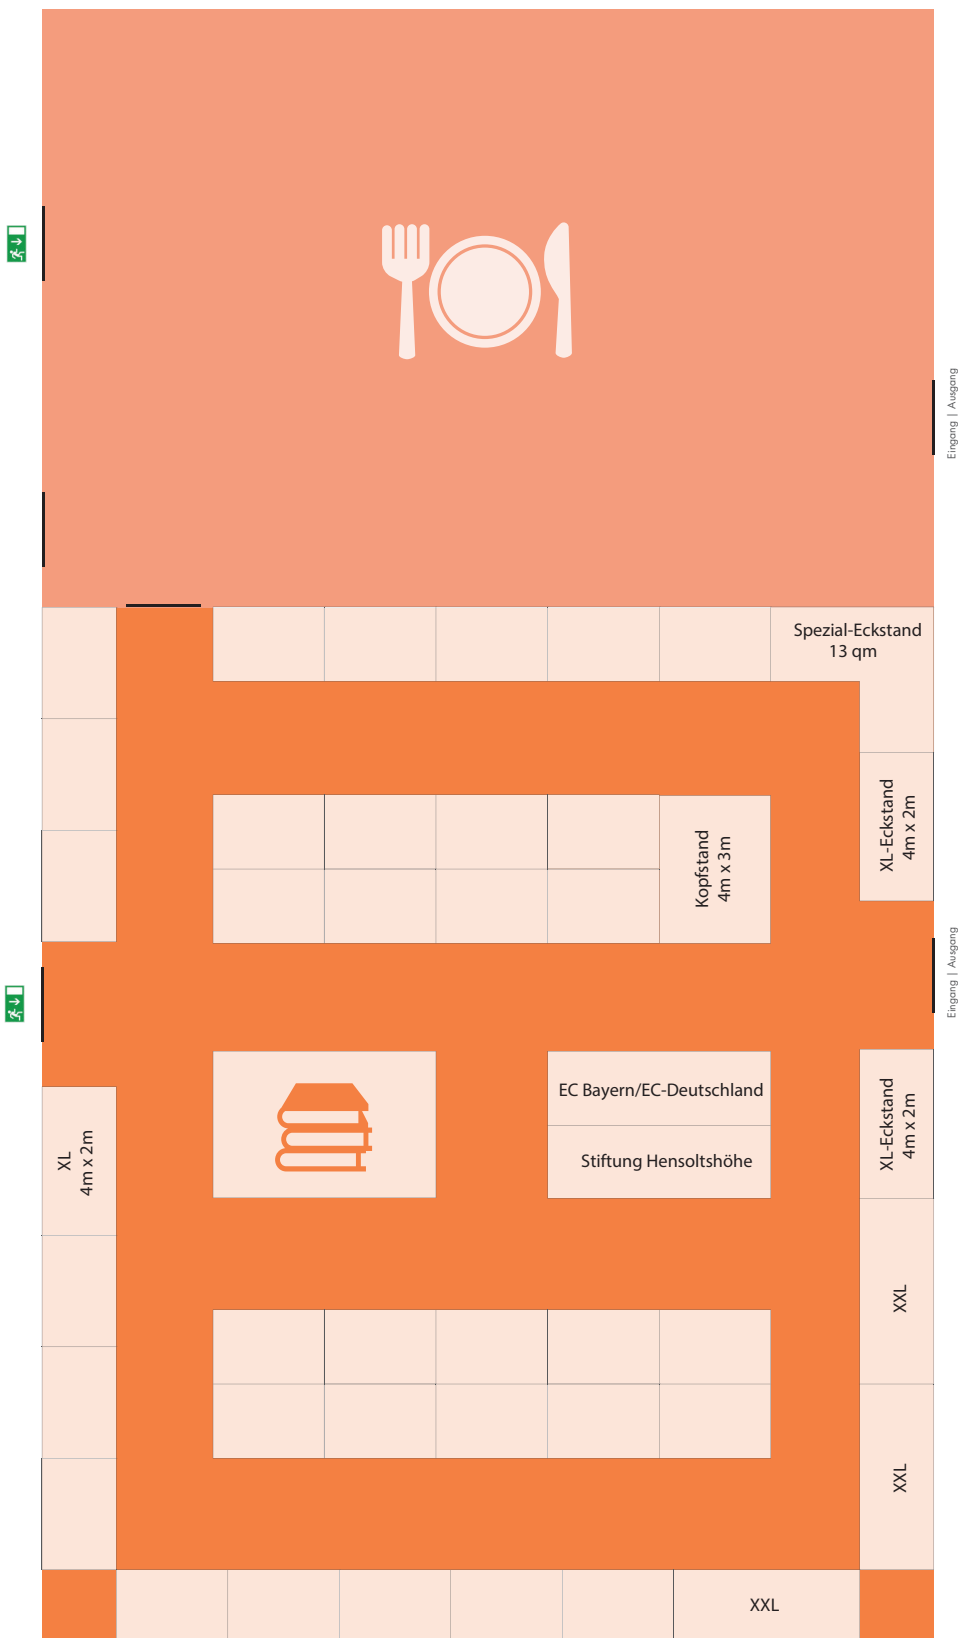 Eingang | Ausgang
Spezial-Eckstand
13 qm
XL-Eckstand
4m x 2m
Kopfstand
4m x 3m
Eingang | Ausgang
EC Bayern/EC-Deutschland
Stiftung Hensoltshöhe
XL-Eckstand
4m x 2m
XL
4m x 2m
XXL
XXL
XXL